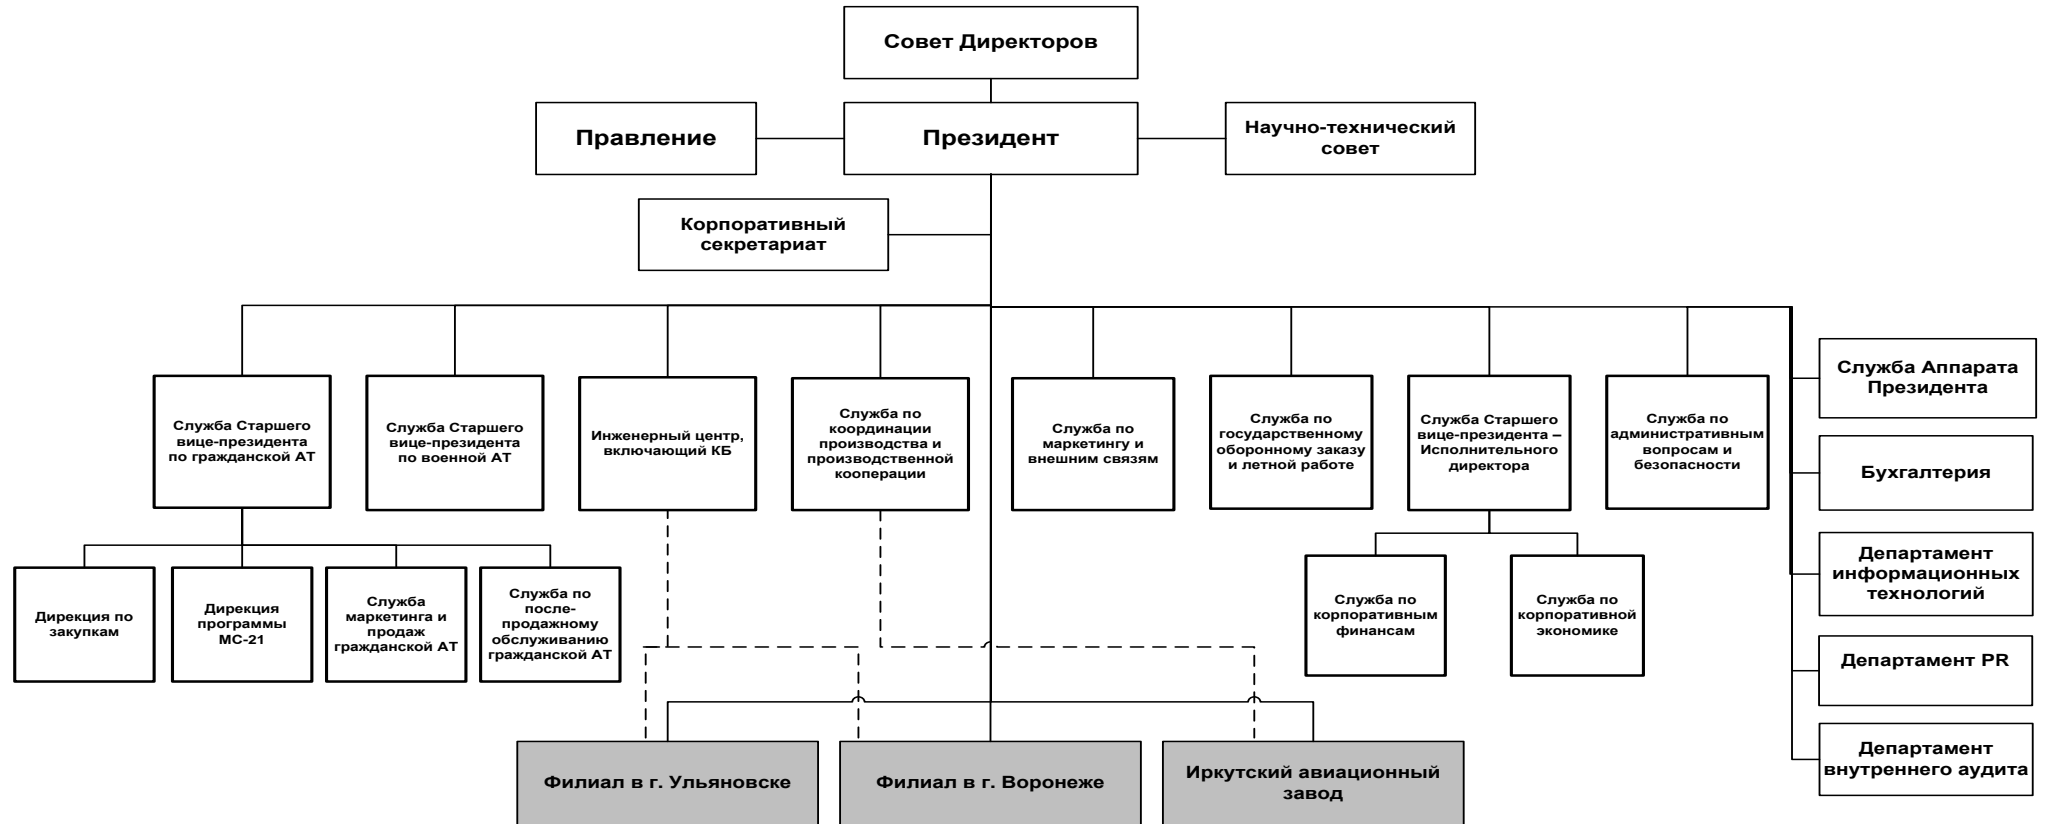 Совет Директоров
Правление
Президент
Научно-технический
совет
Корпоративный
секретариат
Служба Аппарата
Президента
Бухгалтерия
Департамент
информационных
технологий
Департамент PR
Департамент
внутреннего аудита
Служба Старшего
вице-президента
по гражданской АТ
Служба Старшего
вице-президента
по военной АТ
Инженерный центр,
включающий КБ
Служба по
координации
производства и
производственной
кооперации
Служба по
маркетингу и
внешним связям
Служба по
государственному
оборонному заказу
и летной работе
Служба Старшего
вице-президента –
Исполнительного
директора
Служба по
административным
вопросам и
безопасности
Дирекция по
закупкам
Дирекция
программы
МС-21
Служба
маркетинга и
продаж
гражданской АТ
Служба по
после-
продажному
обслуживанию
гражданской АТ
Служба по
корпоративным
финансам
Служба по
корпоративной
экономике
Филиал в г. Ульяновске
Филиал в г. Воронеже
Иркутский авиационный
завод